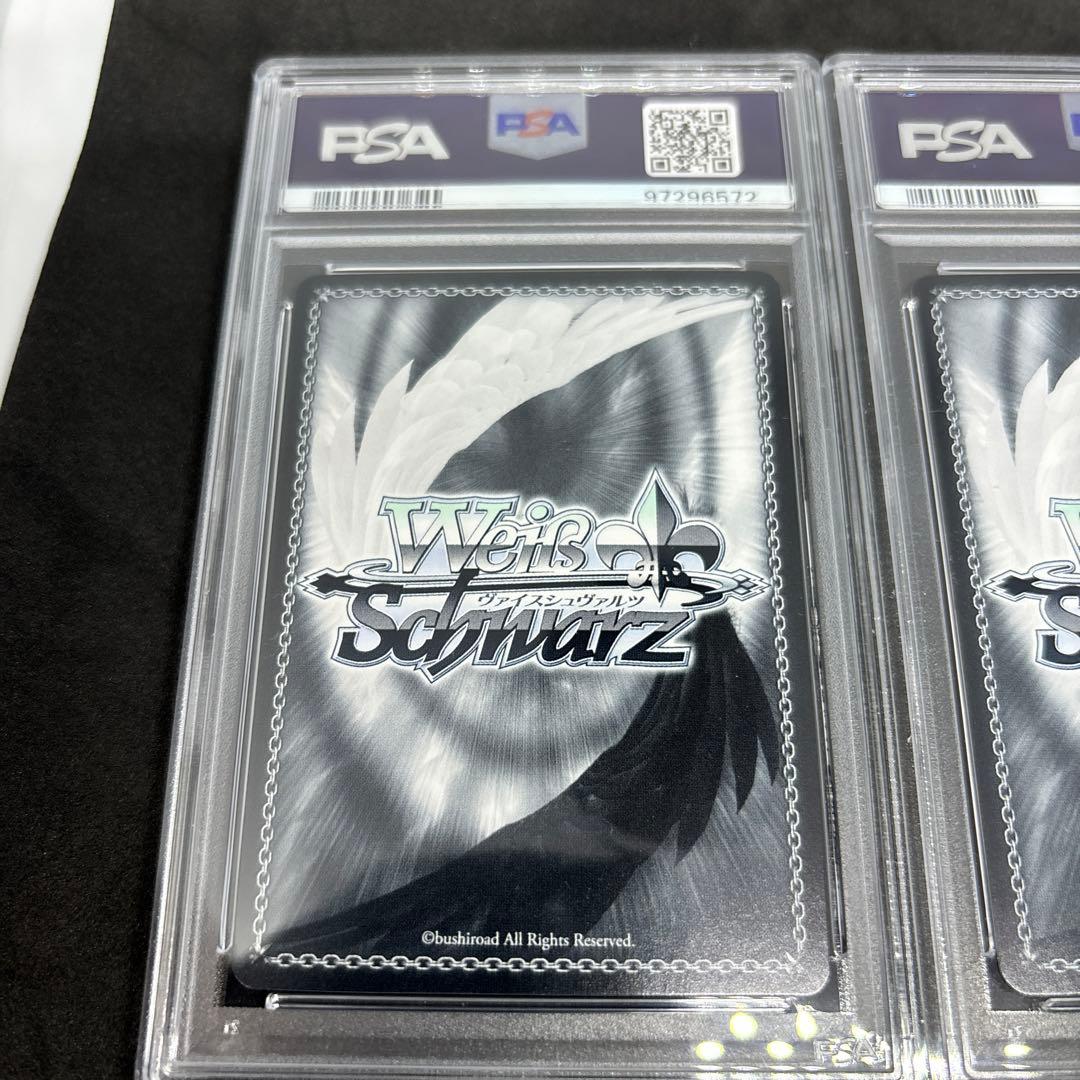 PSA
PSA
97296572
PSA
Weiß
ヴァイスシュヴァルツ
Schwarz
©bushiroad All Rights Reserved.
PSA